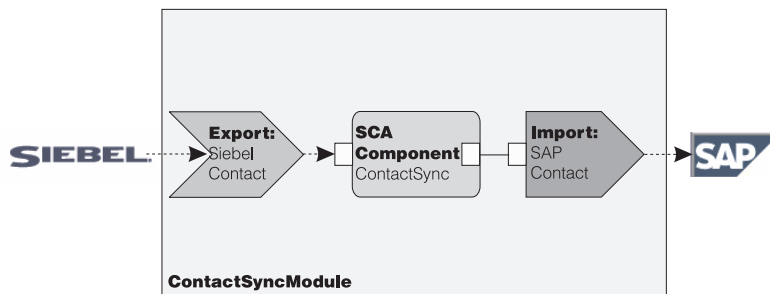 SIEBEL.
Export:
Siebel
Contact
SCA
Component
ContactSync
Import:
SAP
Contact
SAP
ContactSyncModule